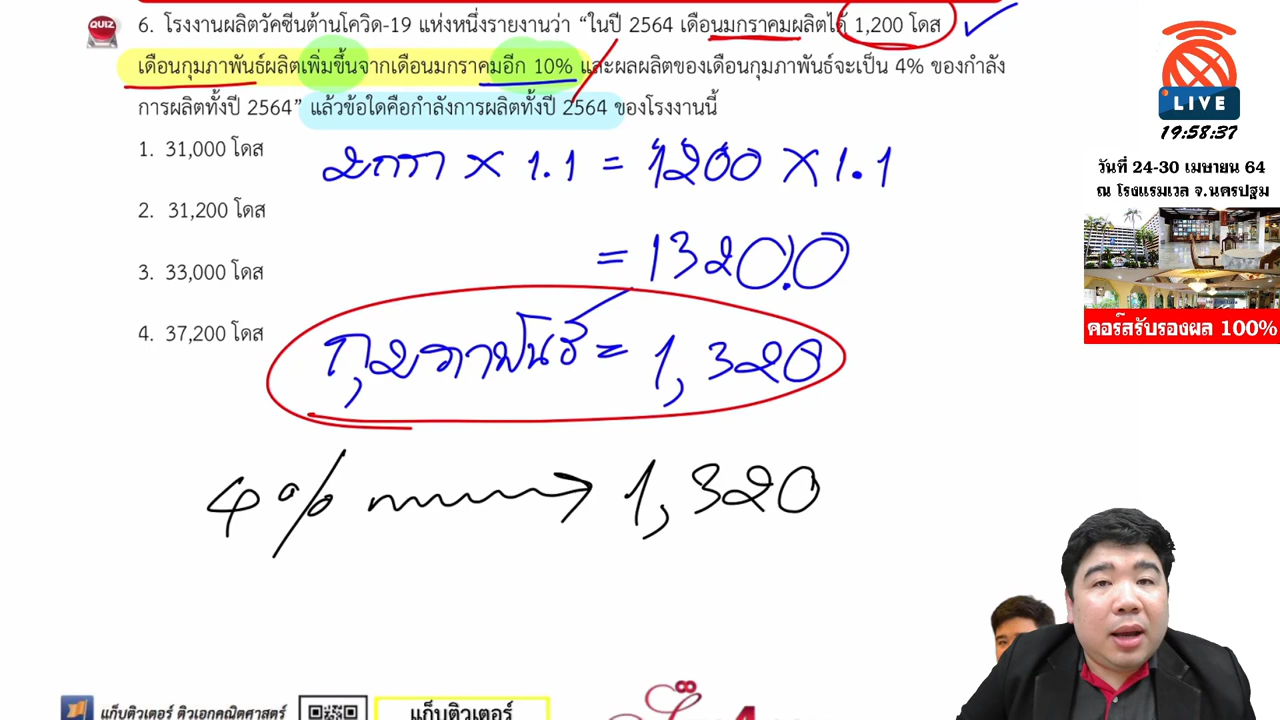 QUIZ
6. โรงงานผลิตวัคซีนต้านโควิด-19 แห่งหนึ่งรายงานว่า “ในปี 2564 เดือนมกราคมผลิตได้ 1,200 โดส
เดือนกุมภาพันธ์ผลิตเพิ่มขึ้นจากเดือนมกราคมอีก 10% และผลผลิตของเดือนกุมภาพันธ์จะเป็น 4% ของกำลัง
การผลิตทั้งปี 2564” แล้วข้อใดคือกำลังการผลิตทั้งปี 2564 ของโรงงานนี้
1. 31,000 โดส
2. 31,200 โดส
3. 33,000 โดส
4. 37,200 โดส
มกรา × 1.1 = 1200 × 1.1
= 1320.0
กุมภาพันธ์ = 1,320
4% → 1,320
LIVE
19:58:37
วันที่ 24-30 เมษายน 64
ณ โรงแรมเวล จ.นครปฐม
คอร์สรับรองผล 100%
แก็บติวเตอร์ ติวเอกคณิตศาสตร์
แก็บติวเตอร์